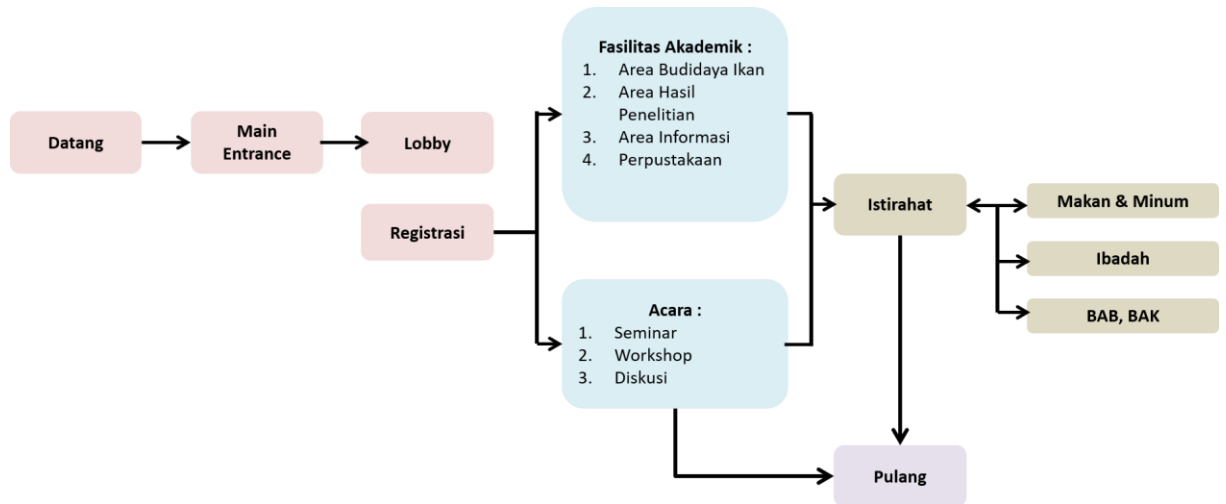 Datang
Main
Entrance
Lobby
Registrasi
Fasilitas Akademik :
1. Area Budidaya Ikan
2. Area Hasil
Penelitian
3. Area Informasi
4. Perpustakaan
Acara :
1. Seminar
2. Workshop
3. Diskusi
Istirahat
Makan & Minum
Ibadah
BAB, BAK
Pulang